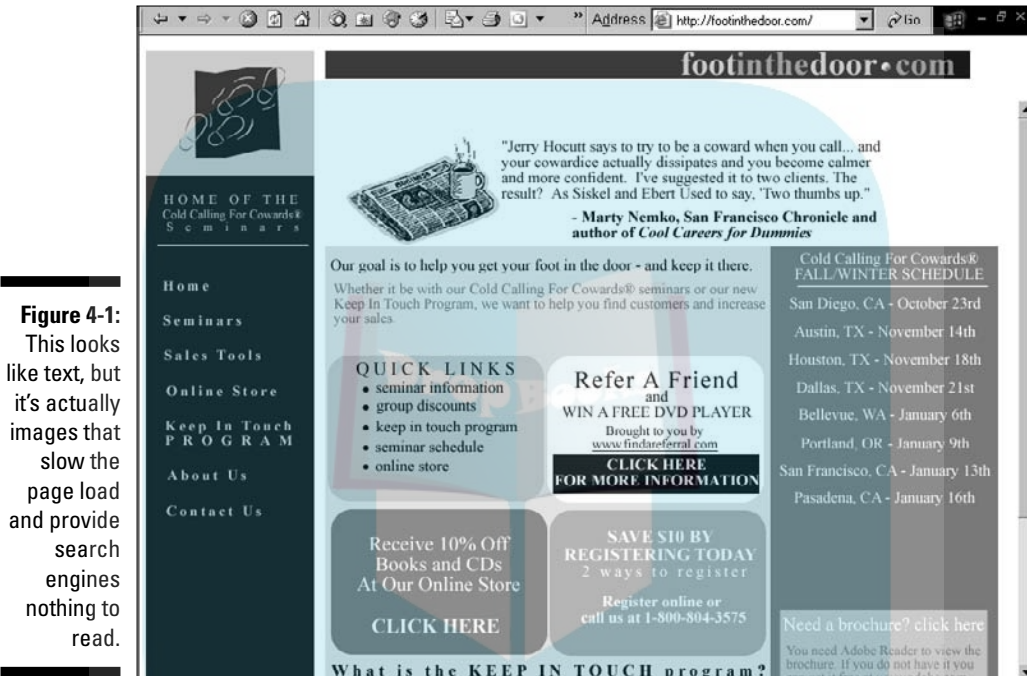 Address http://footinthedoor.com/ Go
footinthedoor•com
"Jerry Hocutt says to try to be a coward when you call... and
your cowardice actually dissipates and you become calmer
and more confident. I've suggested it to two clients. The
result? As Siskel and Ebert Used to say, 'Two thumbs up."
- Marty Nemko, San Francisco Chronicle and
author of Cool Careers for Dummies
HOME OF THE
Cold Calling For Cowards®
Seminars
Home
Seminars
Sales Tools
Online Store
Keep In Touch
PROGRAM
About Us
Contact Us
Our goal is to help you get your foot in the door - and keep it there.
Whether it be with our Cold Calling For Cowards® seminars or our new
Keep In Touch Program, we want to help you find customers and increase
your sales.
QUICK LINKS
• seminar information
• group discounts
• keep in touch program
• seminar schedule
• online store
Refer A Friend
and
WIN A FREE DVD PLAYER
Brought to you by
www.findareferral.com
CLICK HERE
FOR MORE INFORMATION
Receive 10% Off
Books and CDs
At Our Online Store
CLICK HERE
SAVE $10 BY
REGISTERING TODAY
2 ways to register
Register online or
call us at 1-800-804-3575
What is the KEEP IN TOUCH program?
Cold Calling For Cowards®
FALL/WINTER SCHEDULE
San Diego, CA - October 23rd
Austin, TX - November 14th
Houston, TX - November 18th
Dallas, TX - November 21st
Bellevue, WA - January 6th
Portland, OR - January 9th
San Francisco, CA - January 13th
Pasadena, CA - January 16th
Need a brochure? click here
You need Adobe Reader to view the
brochure. If you do not have it you
Figure 4-1:
This looks
like text, but
it's actually
images that
slow the
page load
and provide
search
engines
nothing to
read.